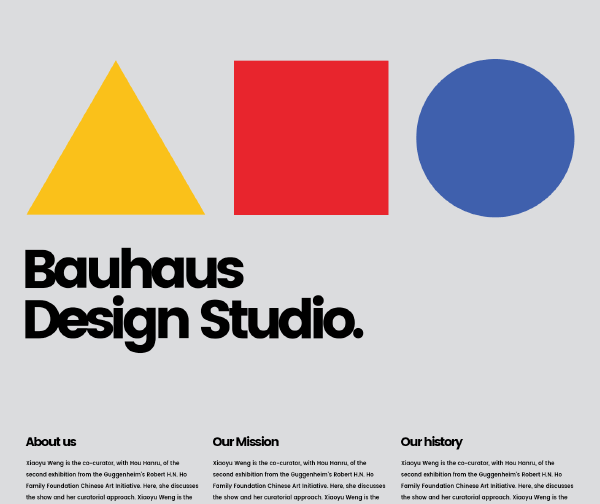 Bauhaus
Design Studio.
About us
Xiaoyu Weng is the co-curator, with Hou Hanru, of the
second exhibition from the Guggenheim's Robert H.N. Ho
Family Foundation Chinese Art Initiative. Here, she discusses
the show and her curatorial approach. Xiaoyu Weng is the
Our Mission
Xiaoyu Weng is the co-curator, with Hou Hanru, of the
second exhibition from the Guggenheim's Robert H.N. Ho
Family Foundation Chinese Art Initiative. Here, she discusses
the show and her curatorial approach. Xiaoyu Weng is the
Our history
Xiaoyu Weng is the co-curator, with Hou Hanru, of the
second exhibition from the Guggenheim's Robert H.N. Ho
Family Foundation Chinese Art Initiative. Here, she discusses
the show and her curatorial approach. Xiaoyu Weng is the